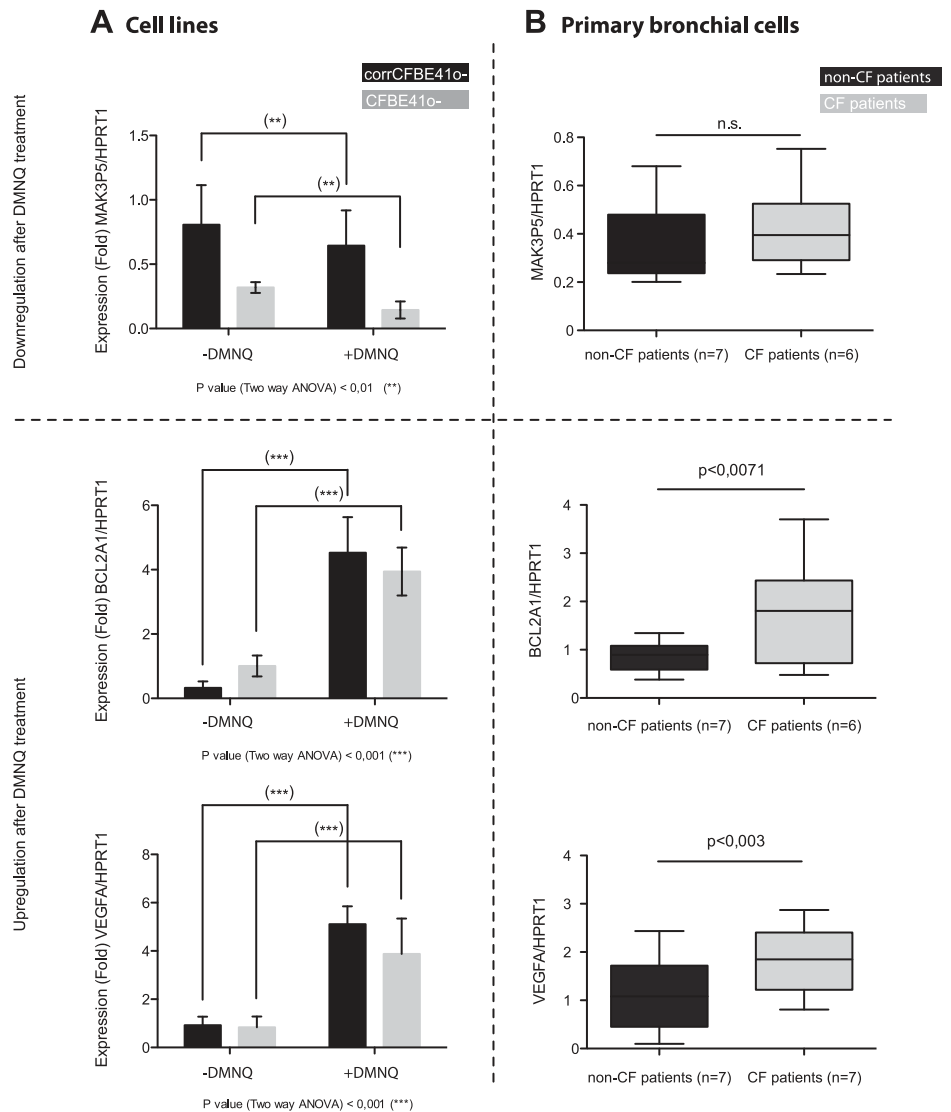 A Cell lines
B Primary bronchial cells
Downregulation after DMNQ treatment
corrCFBE41o-
CFBE41o-
Expression (Fold) MAK3P5/HPRT1
1.5
1.0
0.5
0.0
(**)
(**)
-DMNQ
+DMNQ
P value (Two way ANOVA) < 0,01 (**)
non-CF patients
CF patients
MAK3P5/HPRT1
0.8
0.6
0.4
0.2
0
n.s.
non-CF patients (n=7)
CF patients (n=6)
Upregulation after DMNQ treatment
Expression (Fold) BCL2A1/HPRT1
6
4
2
0
(***)
(***)
-DMNQ
+DMNQ
P value (Two way ANOVA) < 0,001 (***)
BCL2A1/HPRT1
4
3
2
1
0
p<0,0071
non-CF patients (n=7)
CF patients (n=6)
Expression (Fold) VEGFA/HPRT1
8
6
4
2
0
(***)
(***)
-DMNQ
+DMNQ
P value (Two way ANOVA) < 0,001 (***)
VEGFA/HPRT1
4
3
2
1
0
p<0,003
non-CF patients (n=7)
CF patients (n=7)